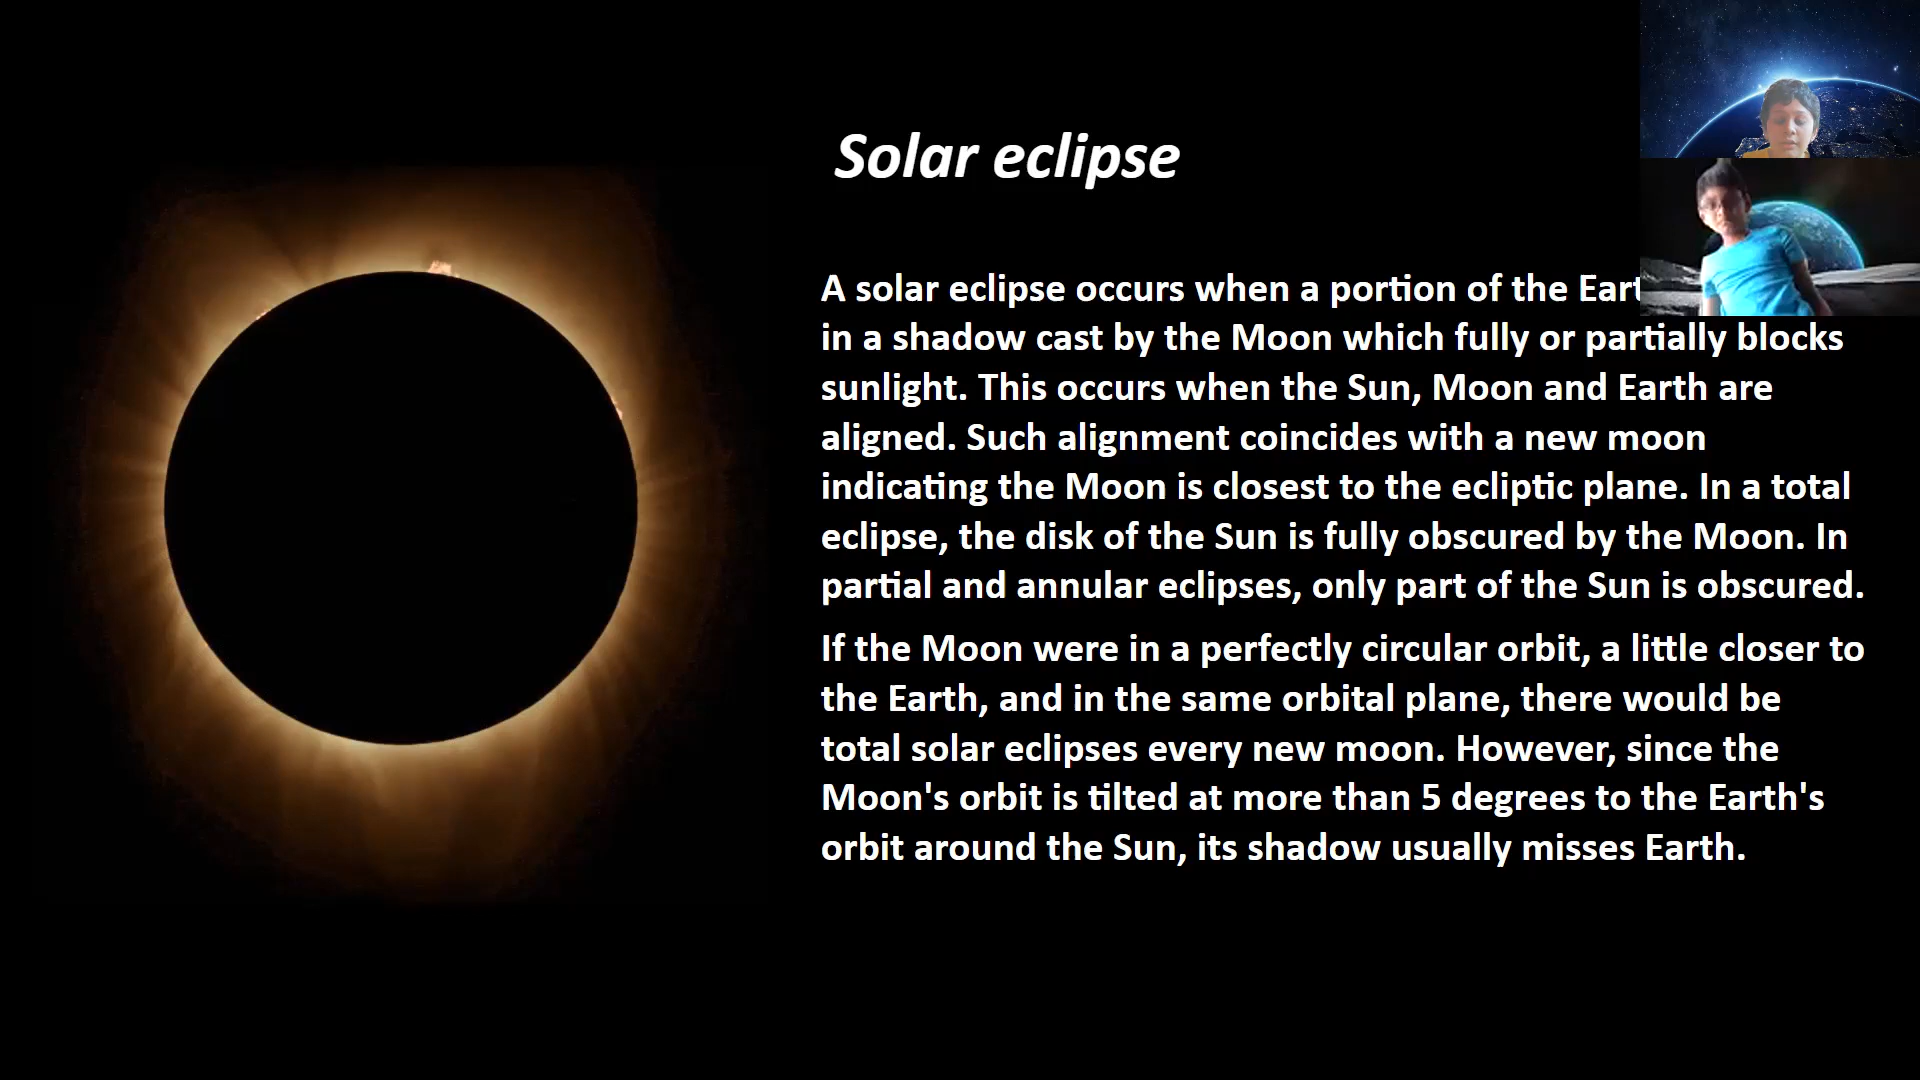 Solar eclipse
A solar eclipse occurs when a portion of the
in a shadow cast by the Moon which fully or partially blocks
sunlight. This occurs when the Sun, Moon and Earth are
aligned. Such alignment coincides with a new moon
indicating the Moon is closest to the ecliptic plane. In a total
eclipse, the disk of the Sun is fully obscured by the Moon. In
partial and annular eclipses, only part of the Sun is obscured.
If the Moon were in a perfectly circular orbit, a little closer to
the Earth, and in the same orbital plane, there would be
total solar eclipses every new moon. However, since the
Moon's orbit is tilted at more than 5 degrees to the Earth's
orbit around the Sun, its shadow usually misses Earth.